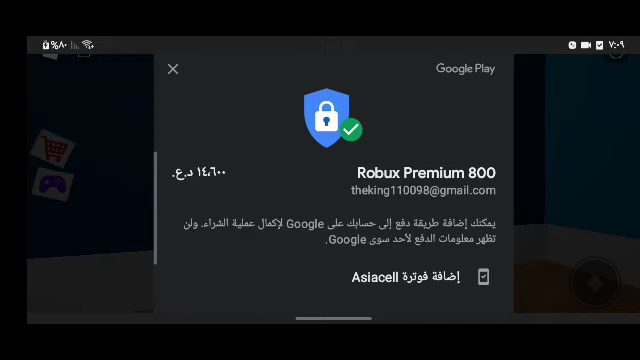 ٧:٠٩
%٨٠
Google Play
Robux Premium 800
١٤,٦٠٠ د.ع.
theking110098@gmail.com
يمكنك إضافة طريقة دفع إلى حسابك على Google لإكمال عملية الشراء. ولن
تظهر معلومات الدفع لأحد سوى Google.
إضافة فوترة Asiacell